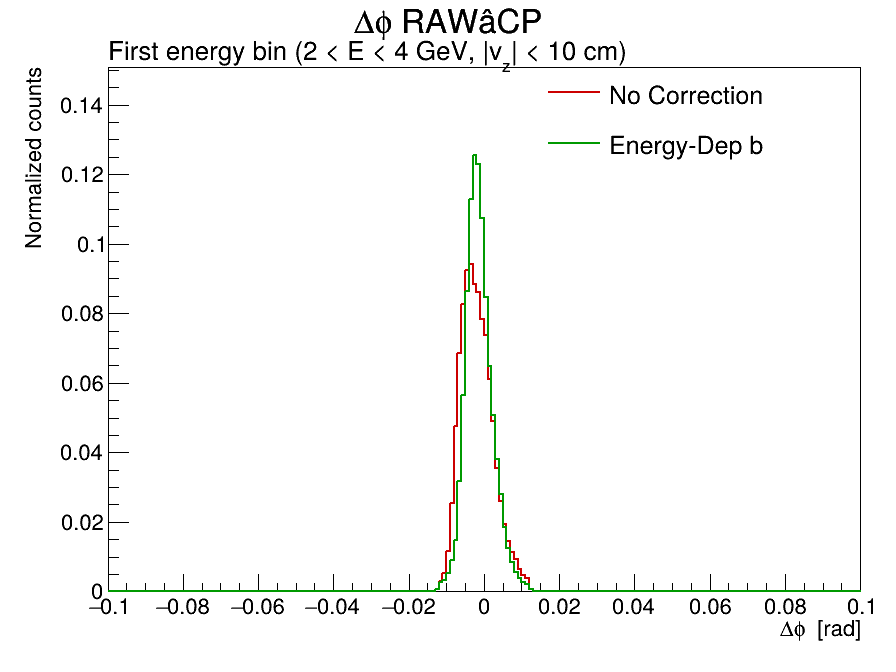 Δϕ RAWâCP
First energy bin (2 < E < 4 GeV, |v_z| < 10 cm)
Normalized counts
No Correction
Energy-Dep b
0.14
0.12
0.1
0.08
0.06
0.04
0.02
0
−0.1 −0.08 −0.06 −0.04 −0.02 0 0.02 0.04 0.06 0.08 0.1
Δϕ [rad]